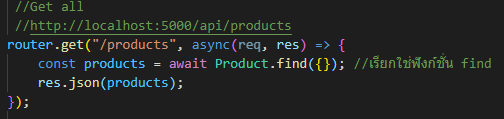 //Get all
//http://localhost:5000/api/products
router.get("/products", async(req, res) => {
const products = await Product.find({}); //เรียกใช่ฟังก์ชั่น find
res.json(products);
});